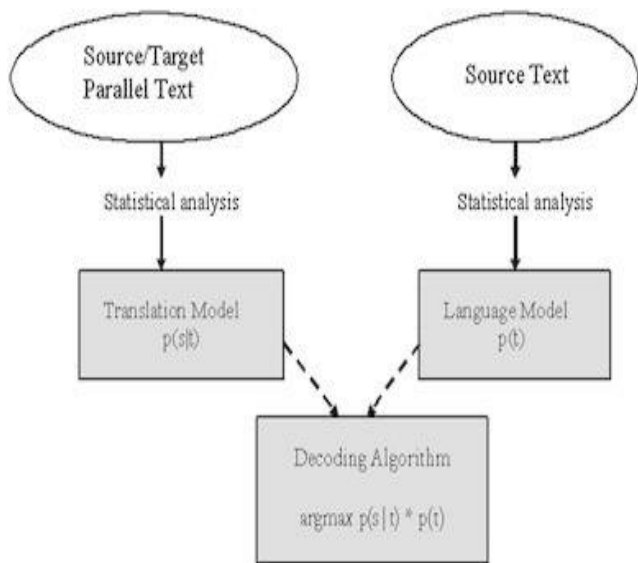 Source/Target
Parallel Text
Source Text
Statistical analysis
Statistical analysis
Translation Model
p(s|t)
Language Model
p(t)
Decoding Algorithm
argmax p(s | t) * p(t)